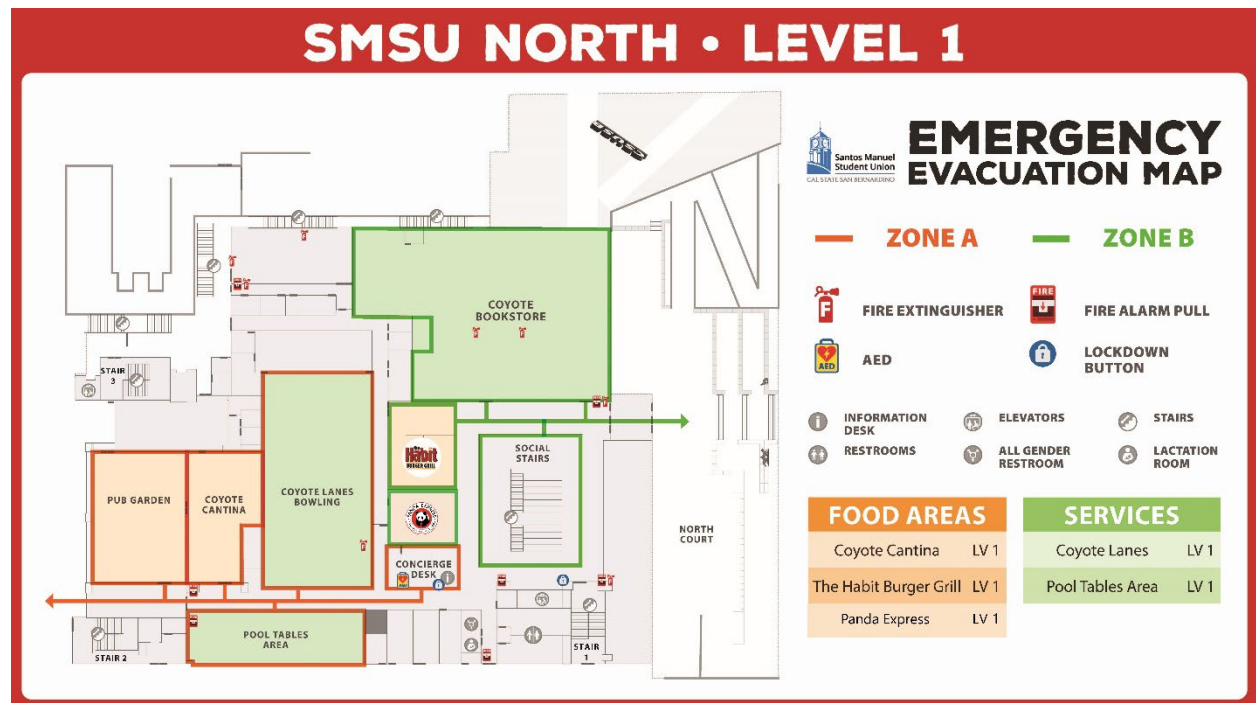 SMSU NORTH • LEVEL 1
Santos Manuel
Student Union
CAL STATE SAN BERNARDINO
EMERGENCY
EVACUATION MAP
ZONE A
ZONE B
F
FIRE EXTINGUISHER
FIRE
FIRE ALARM PULL
AED
AED
LOCKDOWN
BUTTON
i
INFORMATION
DESK
ELEVATORS
STAIRS
RESTROOMS
ALL GENDER
RESTROOM
LACTATION
ROOM
FOOD AREAS
Coyote Cantina LV 1
The Habit Burger Grill LV 1
Panda Express LV 1
SERVICES
Coyote Lanes LV 1
Pool Tables Area LV 1
COYOTE
BOOKSTORE
STAIR
3
The Habit
BURGER GRILL
SOCIAL
STAIRS
PUB GARDEN
COYOTE
CANTINA
COYOTE LANES
BOWLING
PANDA EXPRESS
NORTH
COURT
CONCIERGE
DESK
AED
i
POOL TABLES
AREA
STAIR 2
STAIR
1